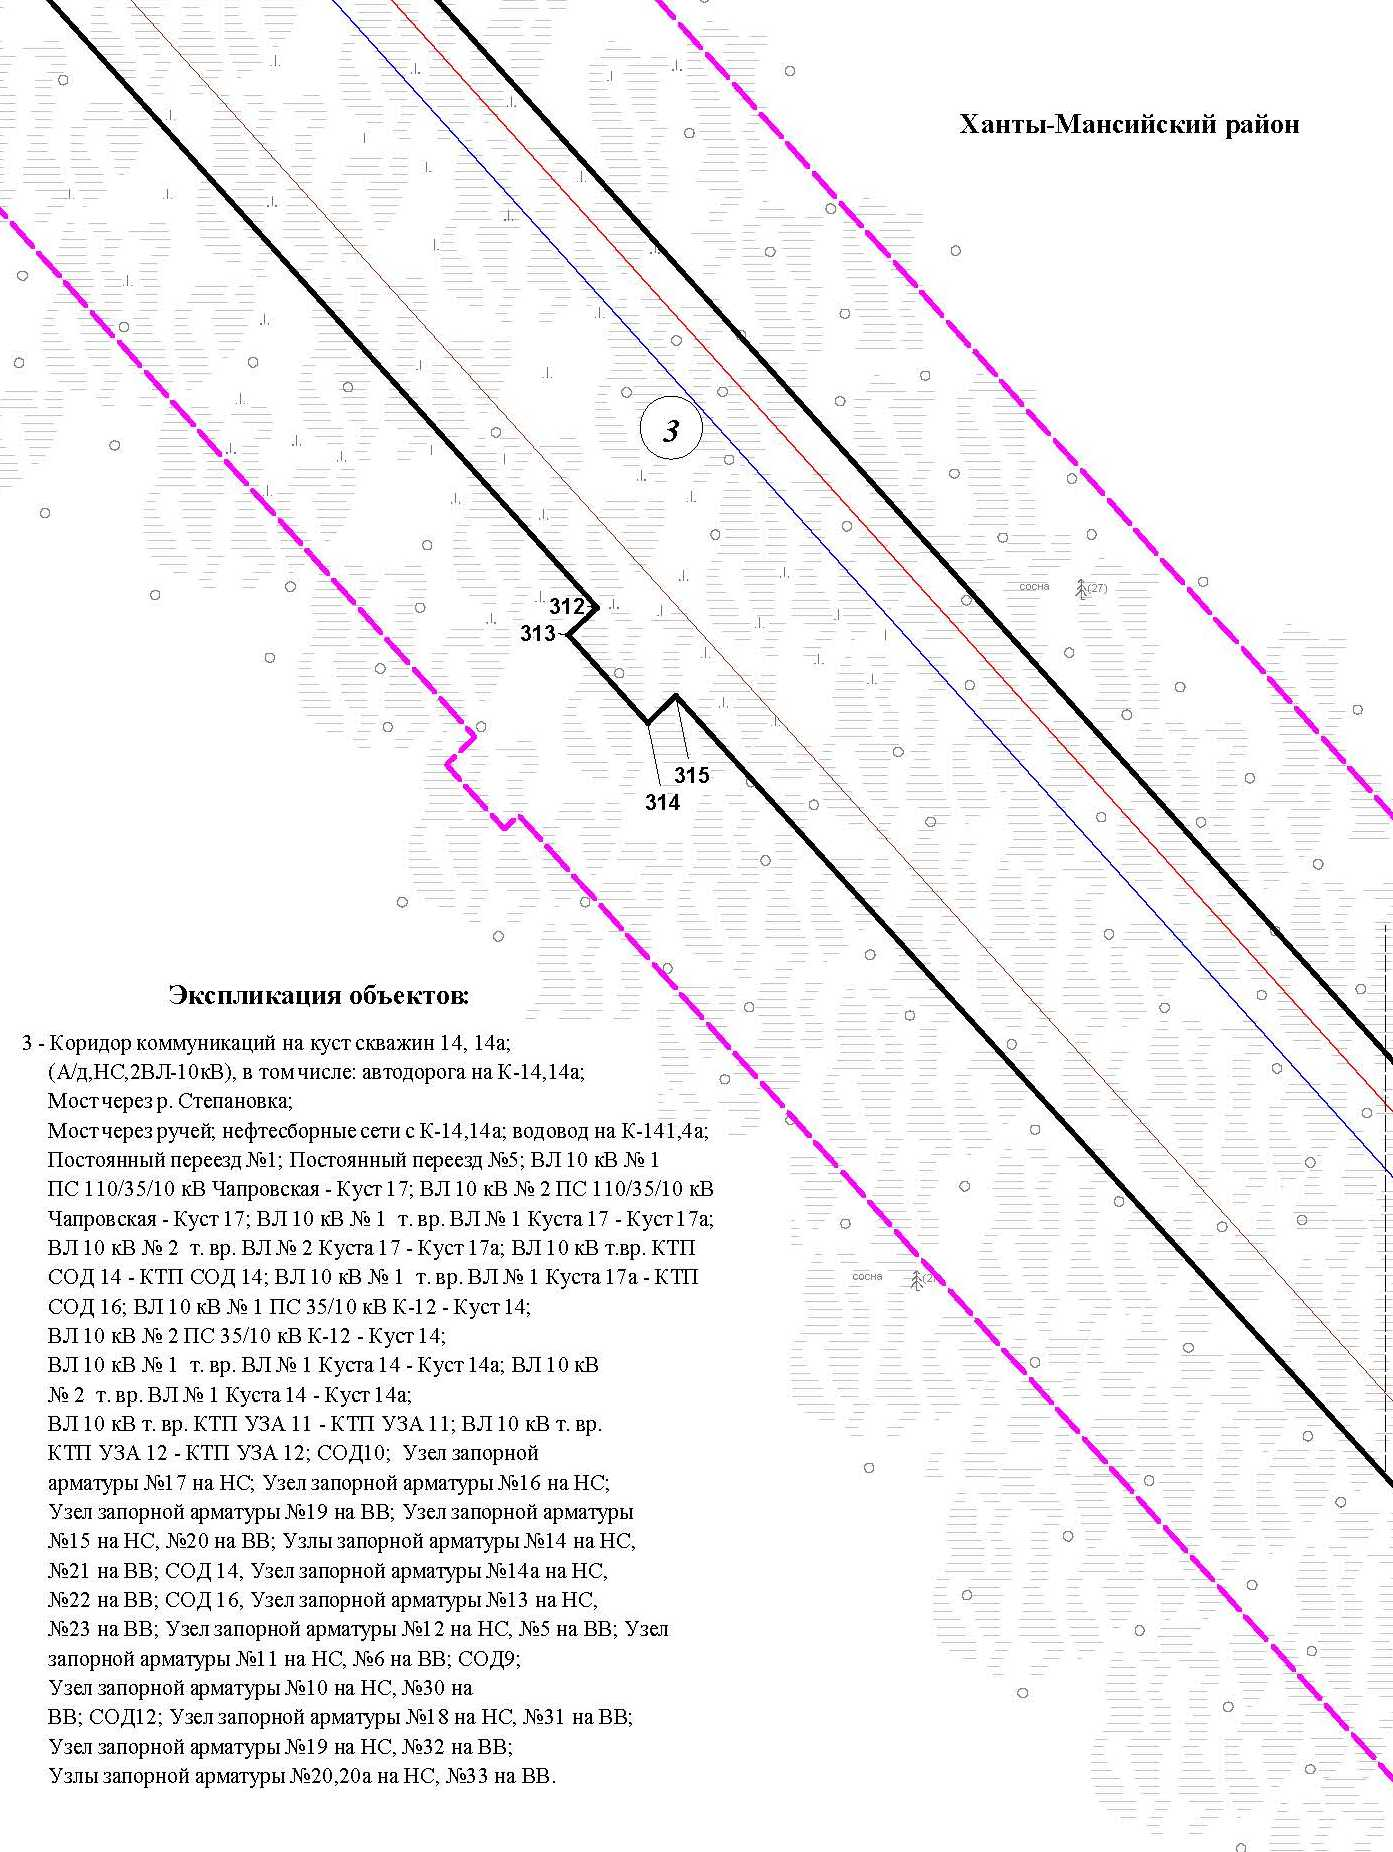 Ханты-Мансийский район
3
сосна
(27)
312
313
315
314
Экспликация объектов:
3 - Коридор коммуникаций на куст скважин 14, 14а;
(А/д,НС,2ВЛ-10кВ), в том числе: автодорога на К-14,14а;
Мост через р. Степановка;
Мост через ручей; нефтесборные сети с К-14,14а; водовод на К-141,4а;
Постоянный переезд №1; Постоянный переезд №5; ВЛ 10 кВ № 1
ПС 110/35/10 кВ Чапровская - Куст 17; ВЛ 10 кВ № 2 ПС 110/35/10 кВ
Чапровская - Куст 17; ВЛ 10 кВ № 1 т. вр. ВЛ № 1 Куста 17 - Куст 17а;
ВЛ 10 кВ № 2 т. вр. ВЛ № 2 Куста 17 - Куст 17а; ВЛ 10 кВ т.вр. КТП
СОД 14 - КТП СОД 14; ВЛ 10 кВ № 1 т. вр. ВЛ № 1 Куста 17а - КТП
СОД 16; ВЛ 10 кВ № 1 ПС 35/10 кВ К-12 - Куст 14;
ВЛ 10 кВ № 2 ПС 35/10 кВ К-12 - Куст 14;
ВЛ 10 кВ № 1 т. вр. ВЛ № 1 Куста 14 - Куст 14а; ВЛ 10 кВ
№ 2 т. вр. ВЛ № 1 Куста 14 - Куст 14а;
ВЛ 10 кВ т. вр. КТП УЗА 11 - КТП УЗА 11; ВЛ 10 кВ т. вр.
КТП УЗА 12 - КТП УЗА 12; СОД10; Узел запорной
арматуры №17 на НС; Узел запорной арматуры №16 на НС;
Узел запорной арматуры №19 на ВВ; Узел запорной арматуры
№15 на НС, №20 на ВВ; Узлы запорной арматуры №14 на НС,
№21 на ВВ; СОД 14, Узел запорной арматуры №14а на НС,
№22 на ВВ; СОД 16, Узел запорной арматуры №13 на НС,
№23 на ВВ; Узел запорной арматуры №12 на НС, №5 на ВВ; Узел
запорной арматуры №11 на НС, №6 на ВВ; СОД9;
Узел запорной арматуры №10 на НС, №30 на
ВВ; СОД12; Узел запорной арматуры №18 на НС, №31 на ВВ;
Узел запорной арматуры №19 на НС, №32 на ВВ;
Узлы запорной арматуры №20,20а на НС, №33 на ВВ.
сосна